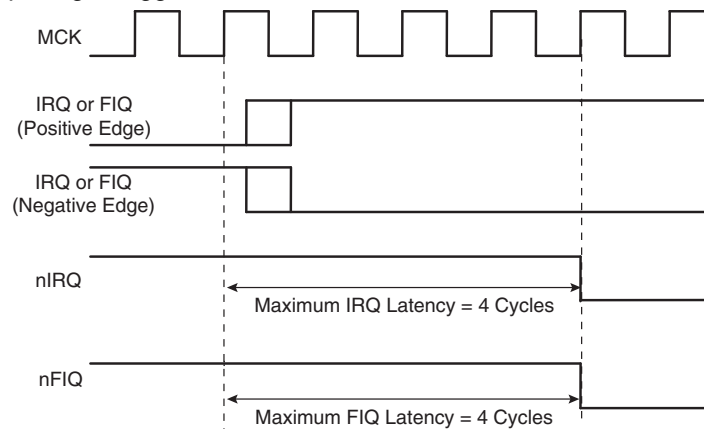 MCK
IRQ or FIQ
(Positive Edge)
IRQ or FIQ
(Negative Edge)
nIRQ
Maximum IRQ Latency = 4 Cycles
nFIQ
Maximum FIQ Latency = 4 Cycles